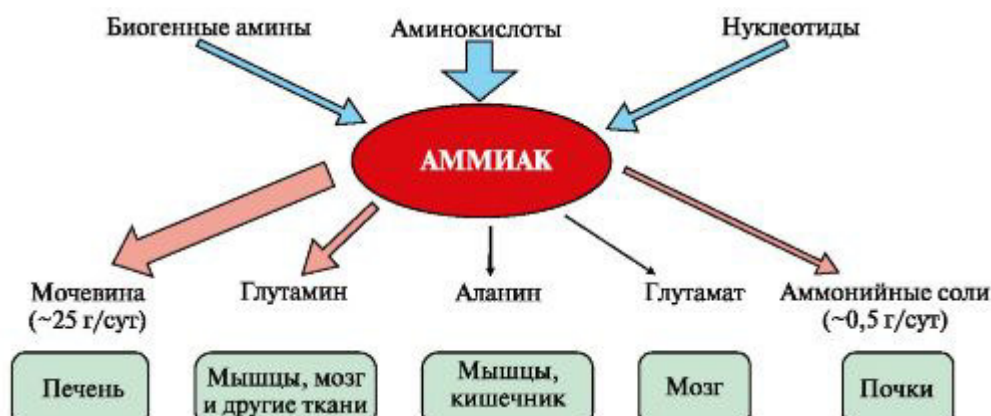 Биогенные амины
Аминокислоты
Нуклеотиды
АММИАК
Мочевина
(~25 г/сут)
Глутамин
Аланин
Глутамат
Аммонийные соли
(~0,5 г/сут)
Печень
Мышцы, мозг
и другие ткани
Мышцы,
кишечник
Мозг
Почки